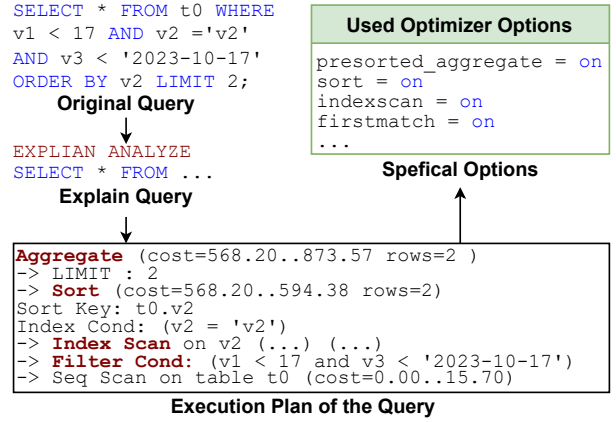 SELECT * FROM t0 WHERE
v1 < 17 AND v2 ='v2'
AND v3 < '2023-10-17'
ORDER BY v2 LIMIT 2;
Original Query
EXPLIAN ANALYZE
SELECT * FROM ...
Explain Query
Used Optimizer Options
presorted_aggregate = on
sort = on
indexscan = on
firstmatch = on
...
Spefical Options
Aggregate (cost=568.20..873.57 rows=2 )
-> LIMIT : 2
-> Sort (cost=568.20..594.38 rows=2)
Sort Key: t0.v2
Index Cond: (v2 = 'v2')
-> Index Scan on v2 (...) (...)
-> Filter Cond: (v1 < 17 and v3 < '2023-10-17')
-> Seq Scan on table t0 (cost=0.00..15.70)
Execution Plan of the Query